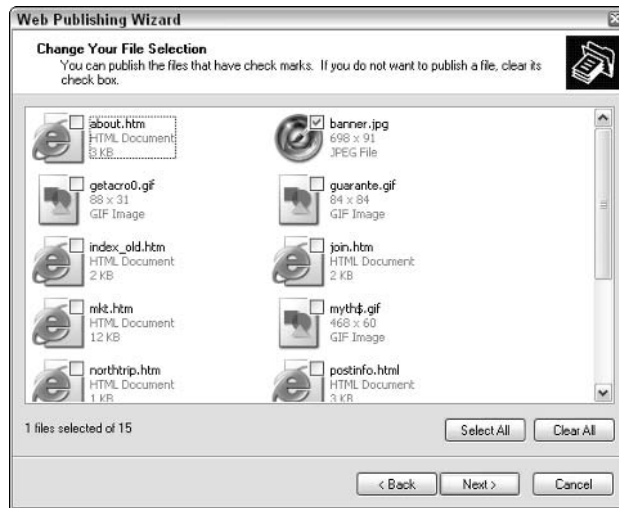 Web Publishing Wizard
Change Your File Selection
You can publish the files that have check marks. If you do not want to publish a file, clear its
check box.
about.htm
HTML Document
3 KB
banner.jpg
698 x 91
JPEG File
getacro0.gif
88 x 31
GIF Image
guarante.gif
84 x 84
GIF Image
index_old.htm
HTML Document
2 KB
join.htm
HTML Document
2 KB
mkt.htm
HTML Document
12 KB
myth$.gif
468 x 60
GIF Image
northtrip.htm
HTML Document
1 KB
postinfo.html
HTML Document
3 KB
1 files selected of 15
Select All
Clear All
< Back
Next >
Cancel